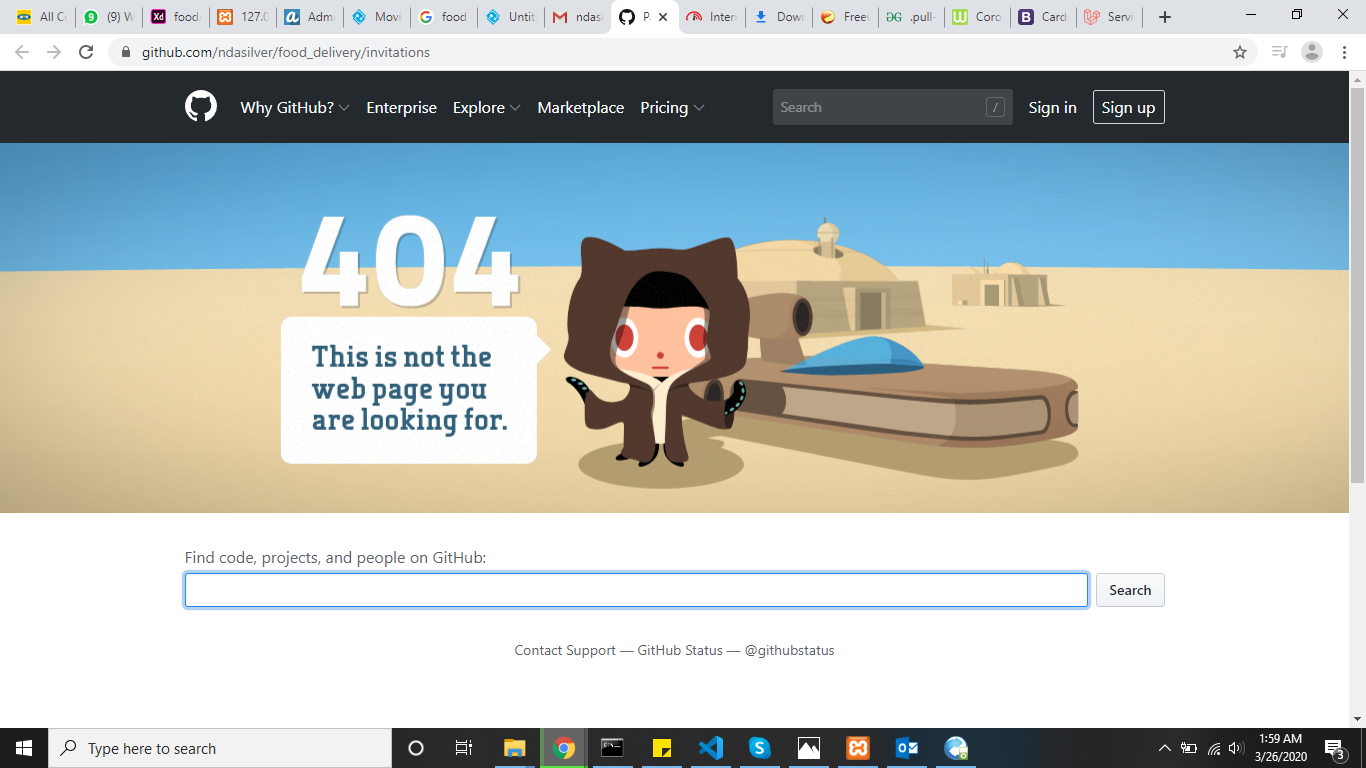 All Co
(9) W
food
127.0
Adm
Movi
food
Untit
ndas
P
Inter
Dow
Freev
.pull-
Coro
Card
Servi
github.com/ndasilver/food_delivery/invitations
Why GitHub? Enterprise Explore Marketplace Pricing Search / Sign in Sign up
404
This is not the
web page you
are looking for.
Find code, projects, and people on GitHub:
Search
Contact Support — GitHub Status — @githubstatus
Type here to search
1:59 AM
3/26/2020
3